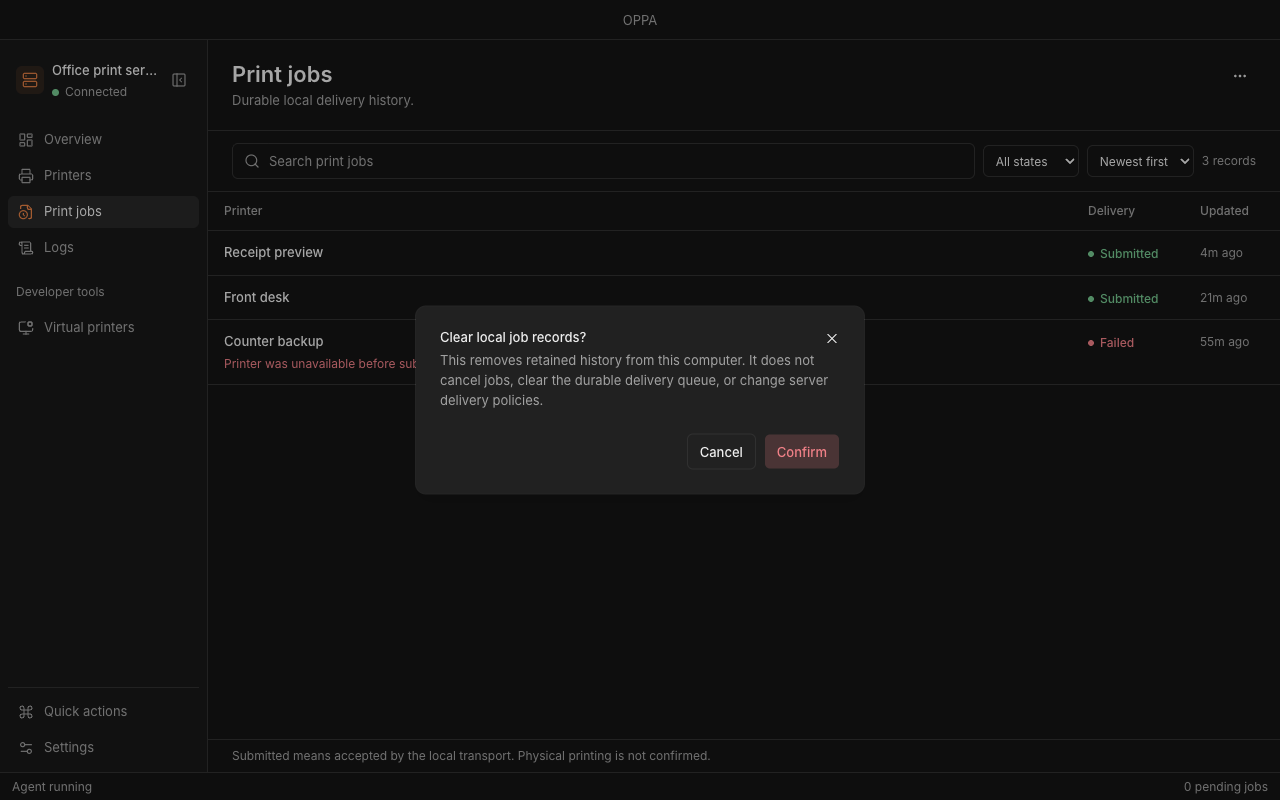 OPPA
Office print ser...
Connected
Overview
Printers
Print jobs
Logs
Developer tools
Virtual printers
Quick actions
Settings
Print jobs
Durable local delivery history.
Search print jobs
All states
Newest first
3 records
Printer
Delivery
Updated
Receipt preview
Submitted
4m ago
Front desk
Submitted
21m ago
Counter backup
Failed
55m ago
Printer was unavailable before
Clear local job records?
This removes retained history from this computer. It does not
cancel jobs, clear the durable delivery queue, or change server
delivery policies.
Cancel
Confirm
Submitted means accepted by the local transport. Physical printing is not confirmed.
Agent running
0 pending jobs